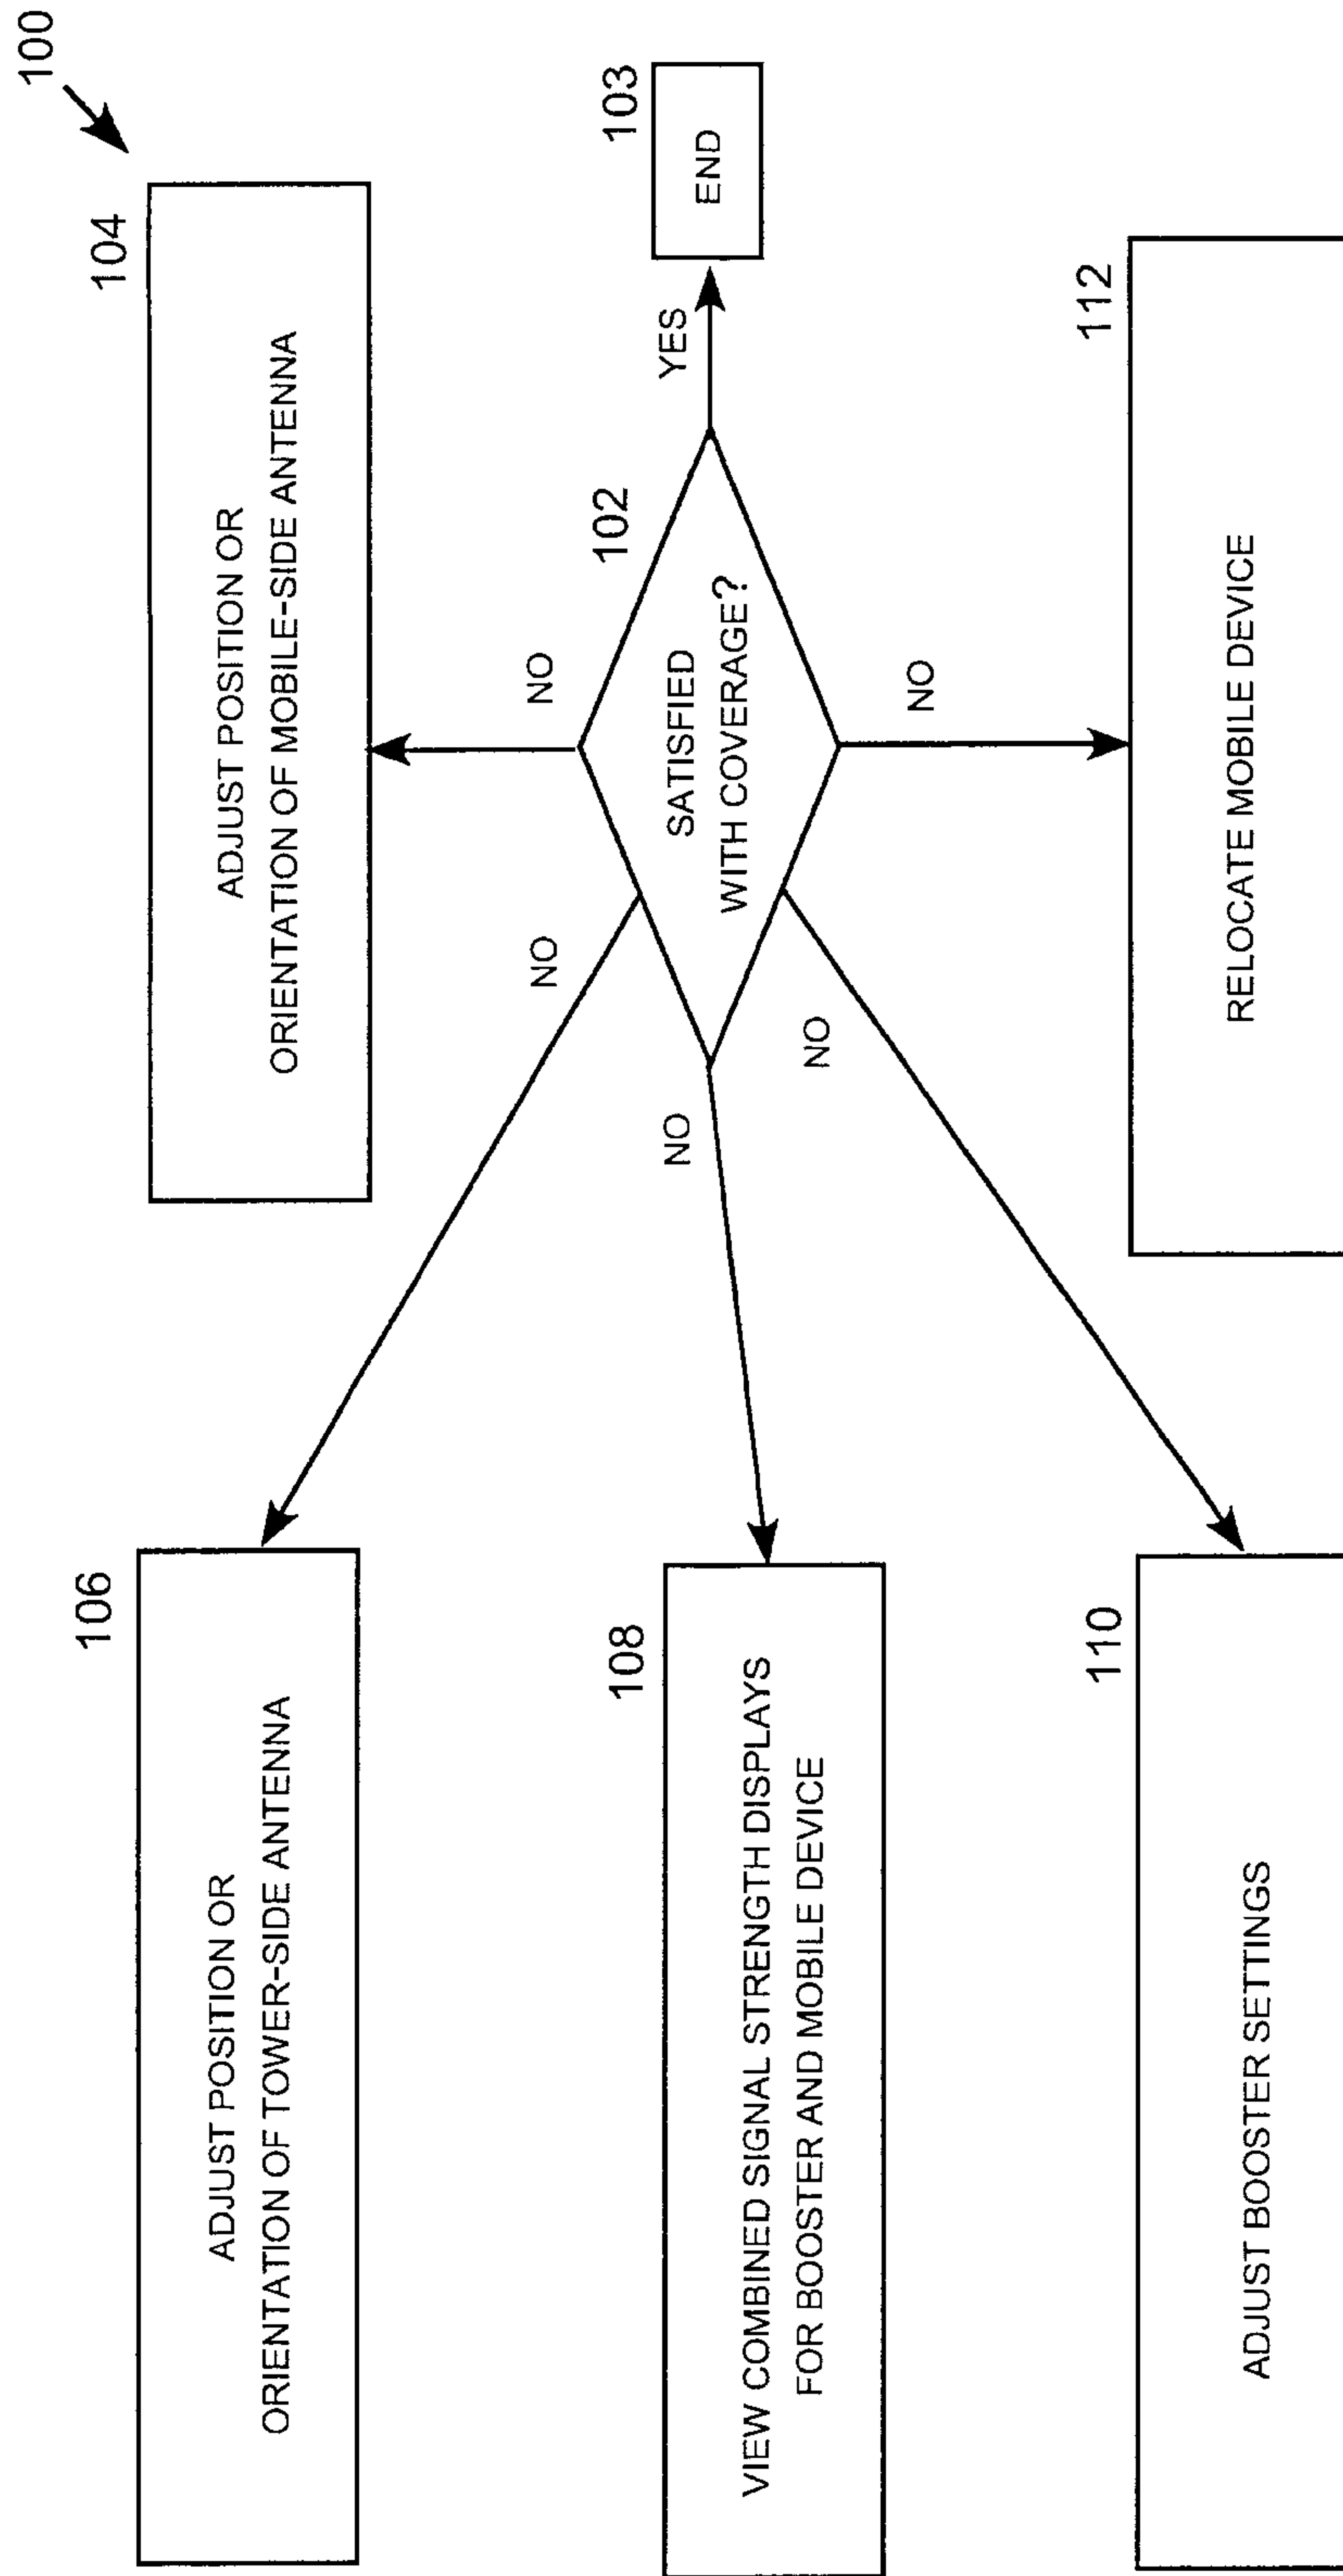 100
103
END
104
ADJUST POSITION OR
ORIENTATION OF MOBILE-SIDE ANTENNA
YES
102
112
NO
SATISFIED
WITH COVERAGE?
NO
RELOCATE MOBILE DEVICE
NO
NO
NO
106
ADJUST POSITION OR
ORIENTATION OF TOWER-SIDE ANTENNA
108
VIEW COMBINED SIGNAL STRENGTH DISPLAYS
FOR BOOSTER AND MOBILE DEVICE
110
ADJUST BOOSTER SETTINGS